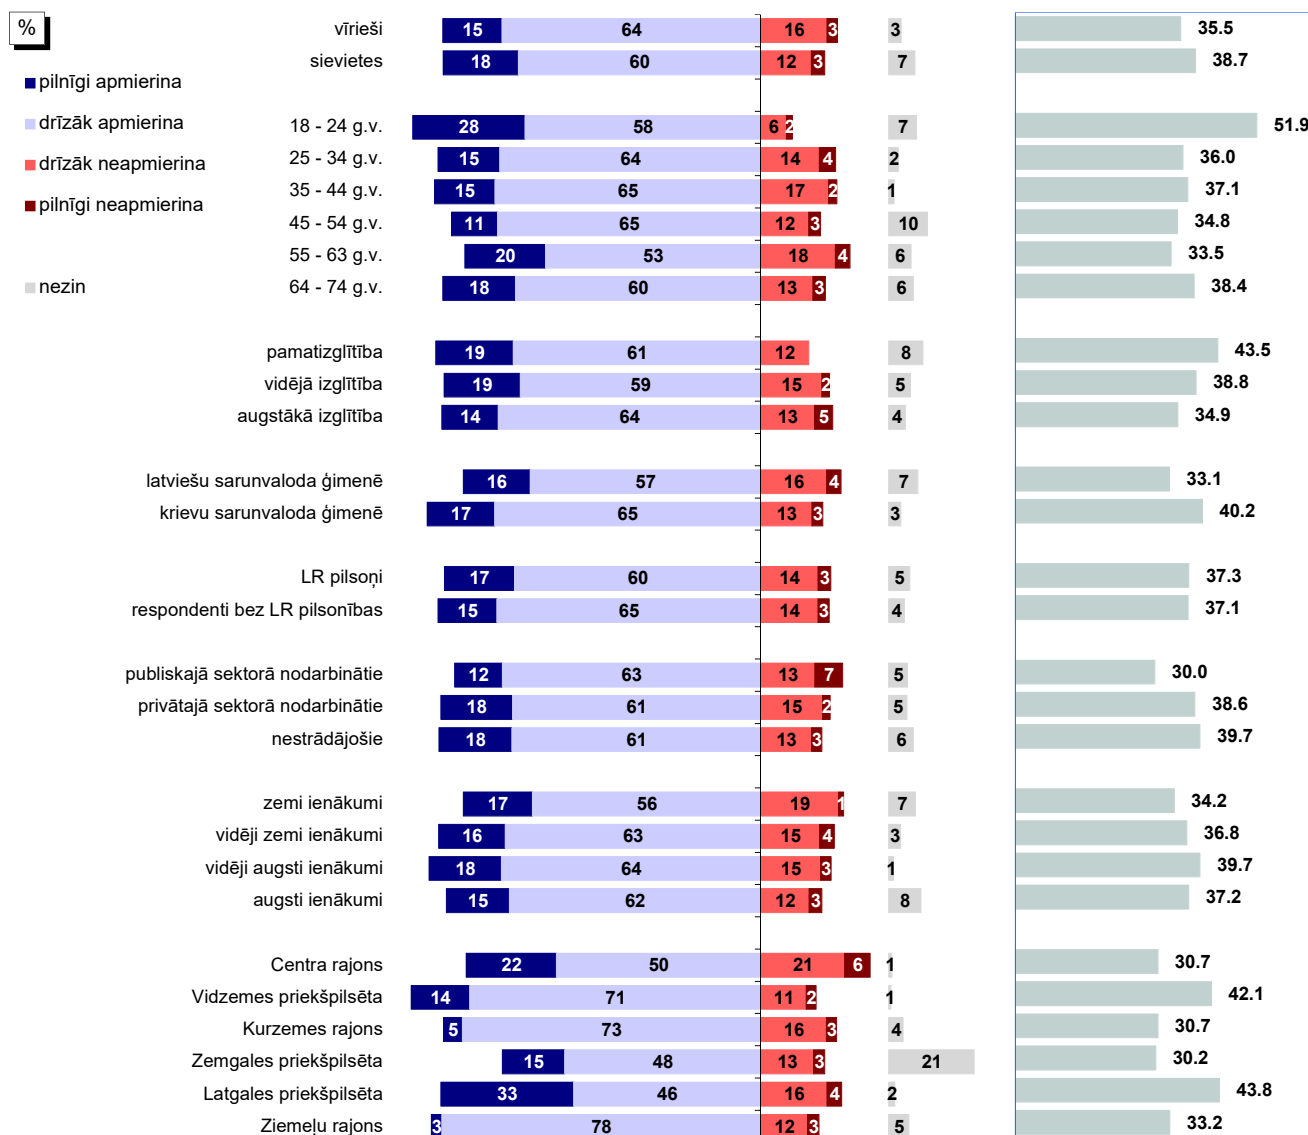 %
pilnīgi apmierina
drīzāk apmierina
drīzāk neapmierina
pilnīgi neapmierina
nezin
vīrieši 15 64 16 3 3 35.5
sievietes 18 60 12 3 7 38.7
18 - 24 g.v. 28 58 6 2 7 51.9
25 - 34 g.v. 15 64 14 4 2 36.0
35 - 44 g.v. 15 65 17 2 1 37.1
45 - 54 g.v. 11 65 12 3 10 34.8
55 - 63 g.v. 20 53 18 4 6 33.5
64 - 74 g.v. 18 60 13 3 6 38.4
pamatizglītība 19 61 12 8 43.5
vidējā izglītība 19 59 15 2 5 38.8
augstākā izglītība 14 64 13 5 4 34.9
latviešu sarunvaloda ģimenē 16 57 16 4 7 33.1
krievu sarunvaloda ģimenē 17 65 13 3 3 40.2
LR pilsoņi 17 60 14 3 5 37.3
respondenti bez LR pilsonības 15 65 14 3 4 37.1
publiskajā sektorā nodarbinātie 12 63 13 7 5 30.0
privātajā sektorā nodarbinātie 18 61 15 2 5 38.6
nestrādājošie 18 61 13 3 6 39.7
zemi ienākumi 17 56 19 1 7 34.2
vidēji zemi ienākumi 16 63 15 4 3 36.8
vidēji augsti ienākumi 18 64 15 3 1 39.7
augsti ienākumi 15 62 12 3 8 37.2
Centra rajons 22 50 21 6 1 30.7
Vidzemes priekšpilsēta 14 71 11 2 1 42.1
Kurzemes rajons 5 73 16 3 4 30.7
Zemgales priekšpilsēta 15 48 13 3 21 30.2
Latgales priekšpilsēta 33 46 16 4 2 43.8
Ziemeļu rajons 3 78 12 3 5 33.2